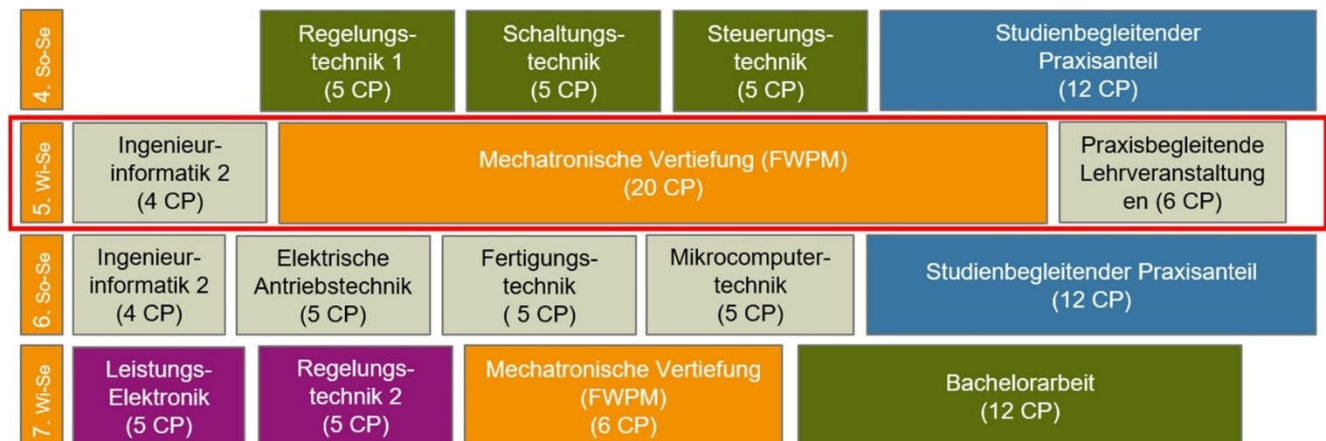 4. So-Se
Regelungs-
technik 1
(5 CP)
Schaltungs-
technik
(5 CP)
Steuerungs-
technik
(5 CP)
Studienbegleitender
Praxisanteil
(12 CP)
5. Wi-Se
Ingenieur-
informatik 2
(4 CP)
Mechatronische Vertiefung (FWPM)
(20 CP)
Praxisbegleitende
Lehrveranstaltung
en (6 CP)
6. So-Se
Ingenieur-
informatik 2
(4 CP)
Elektrische
Antriebstechnik
(5 CP)
Fertigungs-
technik
( 5 CP)
Mikrocomputer-
technik
(5 CP)
Studienbegleitender Praxisanteil
(12 CP)
7. Wi-Se
Leistungs-
Elektronik
(5 CP)
Regelungs-
technik 2
(5 CP)
Mechatronische Vertiefung
(FWPM)
(6 CP)
Bachelorarbeit
(12 CP)